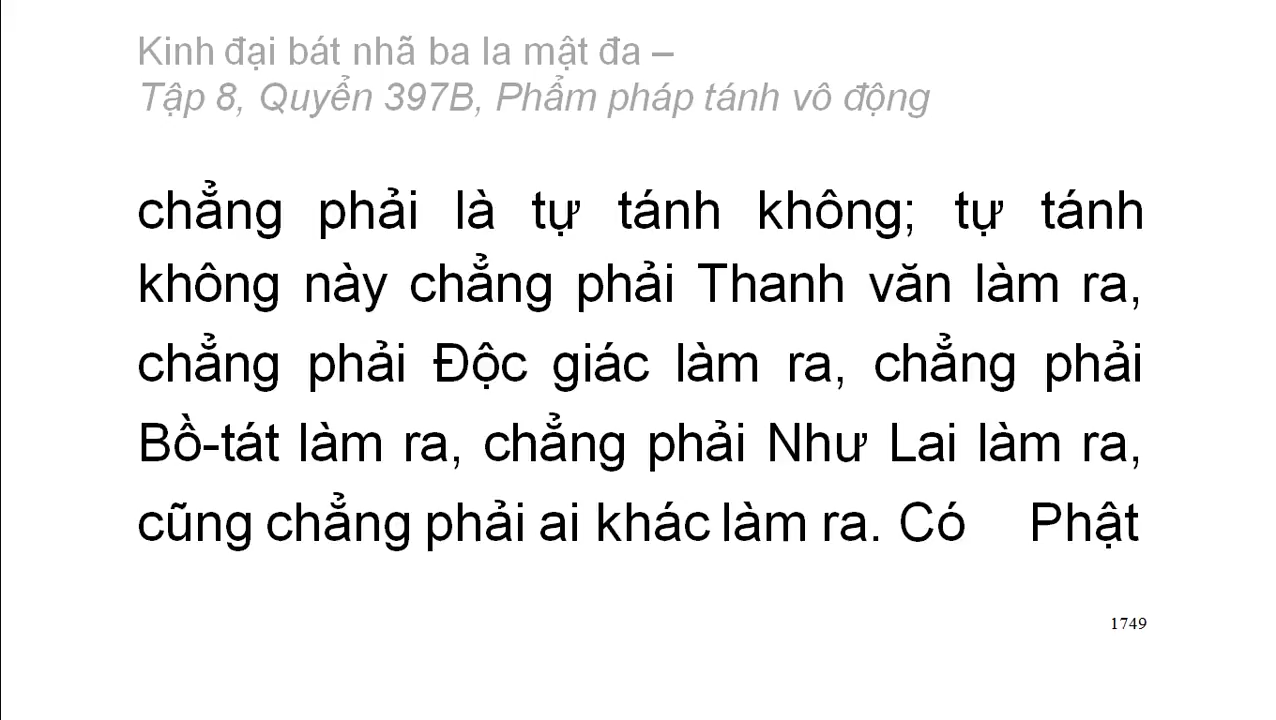 Kinh đại bát nhã ba la mật đa –
Tập 8, Quyển 397B, Phẩm pháp tánh vô động
chẳng phải là tự tánh không; tự tánh
không này chẳng phải Thanh văn làm ra,
chẳng phải Độc giác làm ra, chẳng phải
Bồ-tát làm ra, chẳng phải Như Lai làm ra,
cũng chẳng phải ai khác làm ra. Có Phật
1749